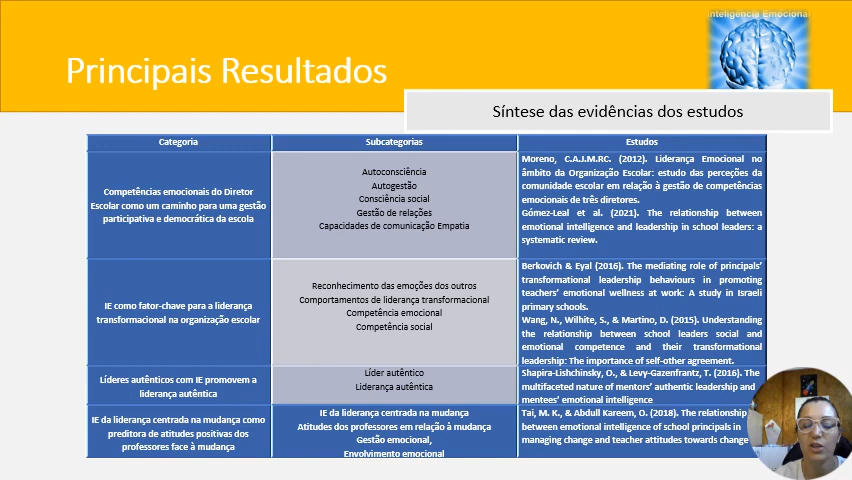 Inteligência Emocional
Principais Resultados
Síntese das evidências dos estudos
Categoria
Subcategorias
Estudos
Competências emocionais do Diretor
Escolar como um caminho para uma gestão
participativa e democrática da escola
Autoconsciência
Autogestão
Consciência social
Gestão de relações
Capacidades de comunicação Empatia
Moreno, C.A.J.M.RC. (2012). Liderança Emocional no
âmbito da Organização Escolar: estudo das perceções da
comunidade escolar em relação à gestão de competências
emocionais de três diretores.
Gómez-Leal et al. (2021). The relationship between
emotional intelligence and leadership in school leaders: a
systematic review.
IE como fator-chave para a liderança
transformacional na organização escolar
Reconhecimento das emoções dos outros
Comportamentos de liderança transformacional
Competência emocional
Competência social
Berkovich & Eyal (2016). The mediating role of principals’
transformational leadership behaviours in promoting
teachers’ emotional wellness at work: A study in Israeli
primary schools.
Wang, N., Wilhite, S., & Martino, D. (2015). Understanding
the relationship between school leaders social and
emotional competence and their transformational
leadership: The importance of self-other agreement.
Líderes autênticos com IE promovem a
liderança autêntica
Líder autêntico
Liderança autêntica
Shapira-Lishchinsky, O., & Levy-Gazenfrantz, T. (2016). The
multifaceted nature of mentors’ authentic leadership and
mentees’ emotional intelligence
IE da liderança centrada na mudança como
preditora de atitudes positivas dos
professores face à mudança
IE da liderança centrada na mudança
Atitudes dos professores em relação à mudança
Gestão emocional,
Envolvimento emocional
Tai, M. K., & Abdull Kareem, O. (2018). The relationship
between emotional intelligence of school principals in
managing change and teacher attitudes towards change